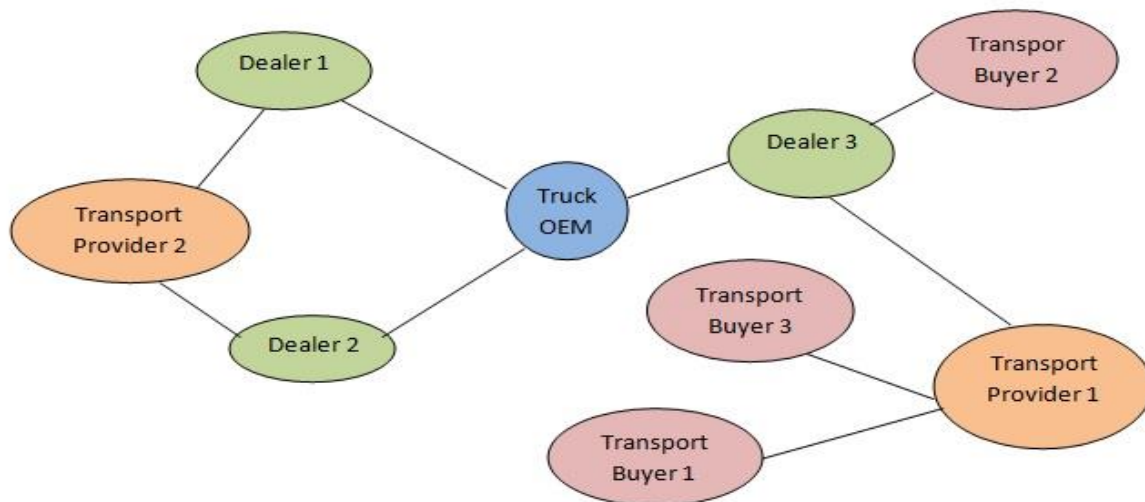 Dealer 1
Transpor
Buyer 2
Dealer 3
Truck
OEM
Transport
Provider 2
Transport
Buyer 3
Dealer 2
Transport
Provider 1
Transport
Buyer 1